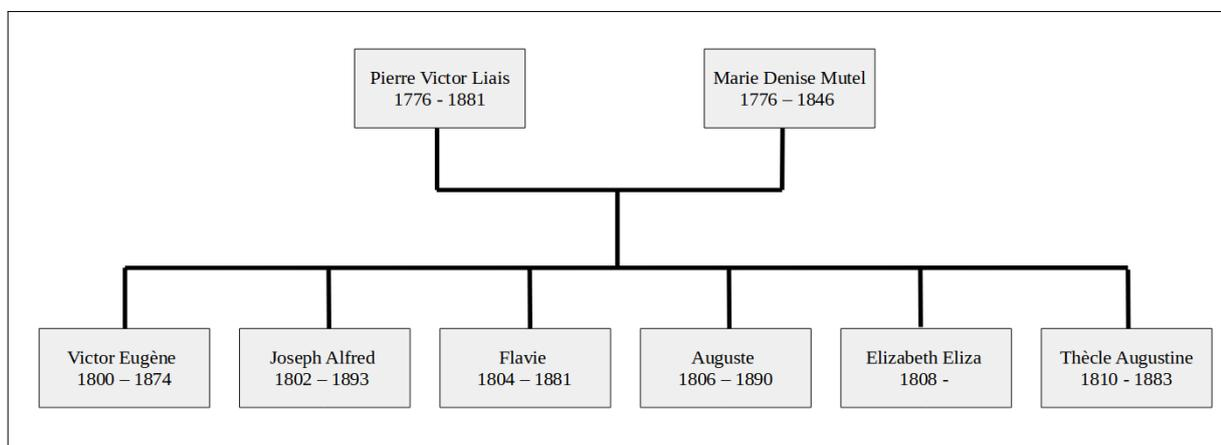 Pierre Victor Liais
1776 - 1881
Marie Denise Mutel
1776 – 1846
Victor Eugène
1800 – 1874
Joseph Alfred
1802 – 1893
Flavie
1804 – 1881
Auguste
1806 – 1890
Elizabeth Eliza
1808 -
Thècle Augustine
1810 - 1883